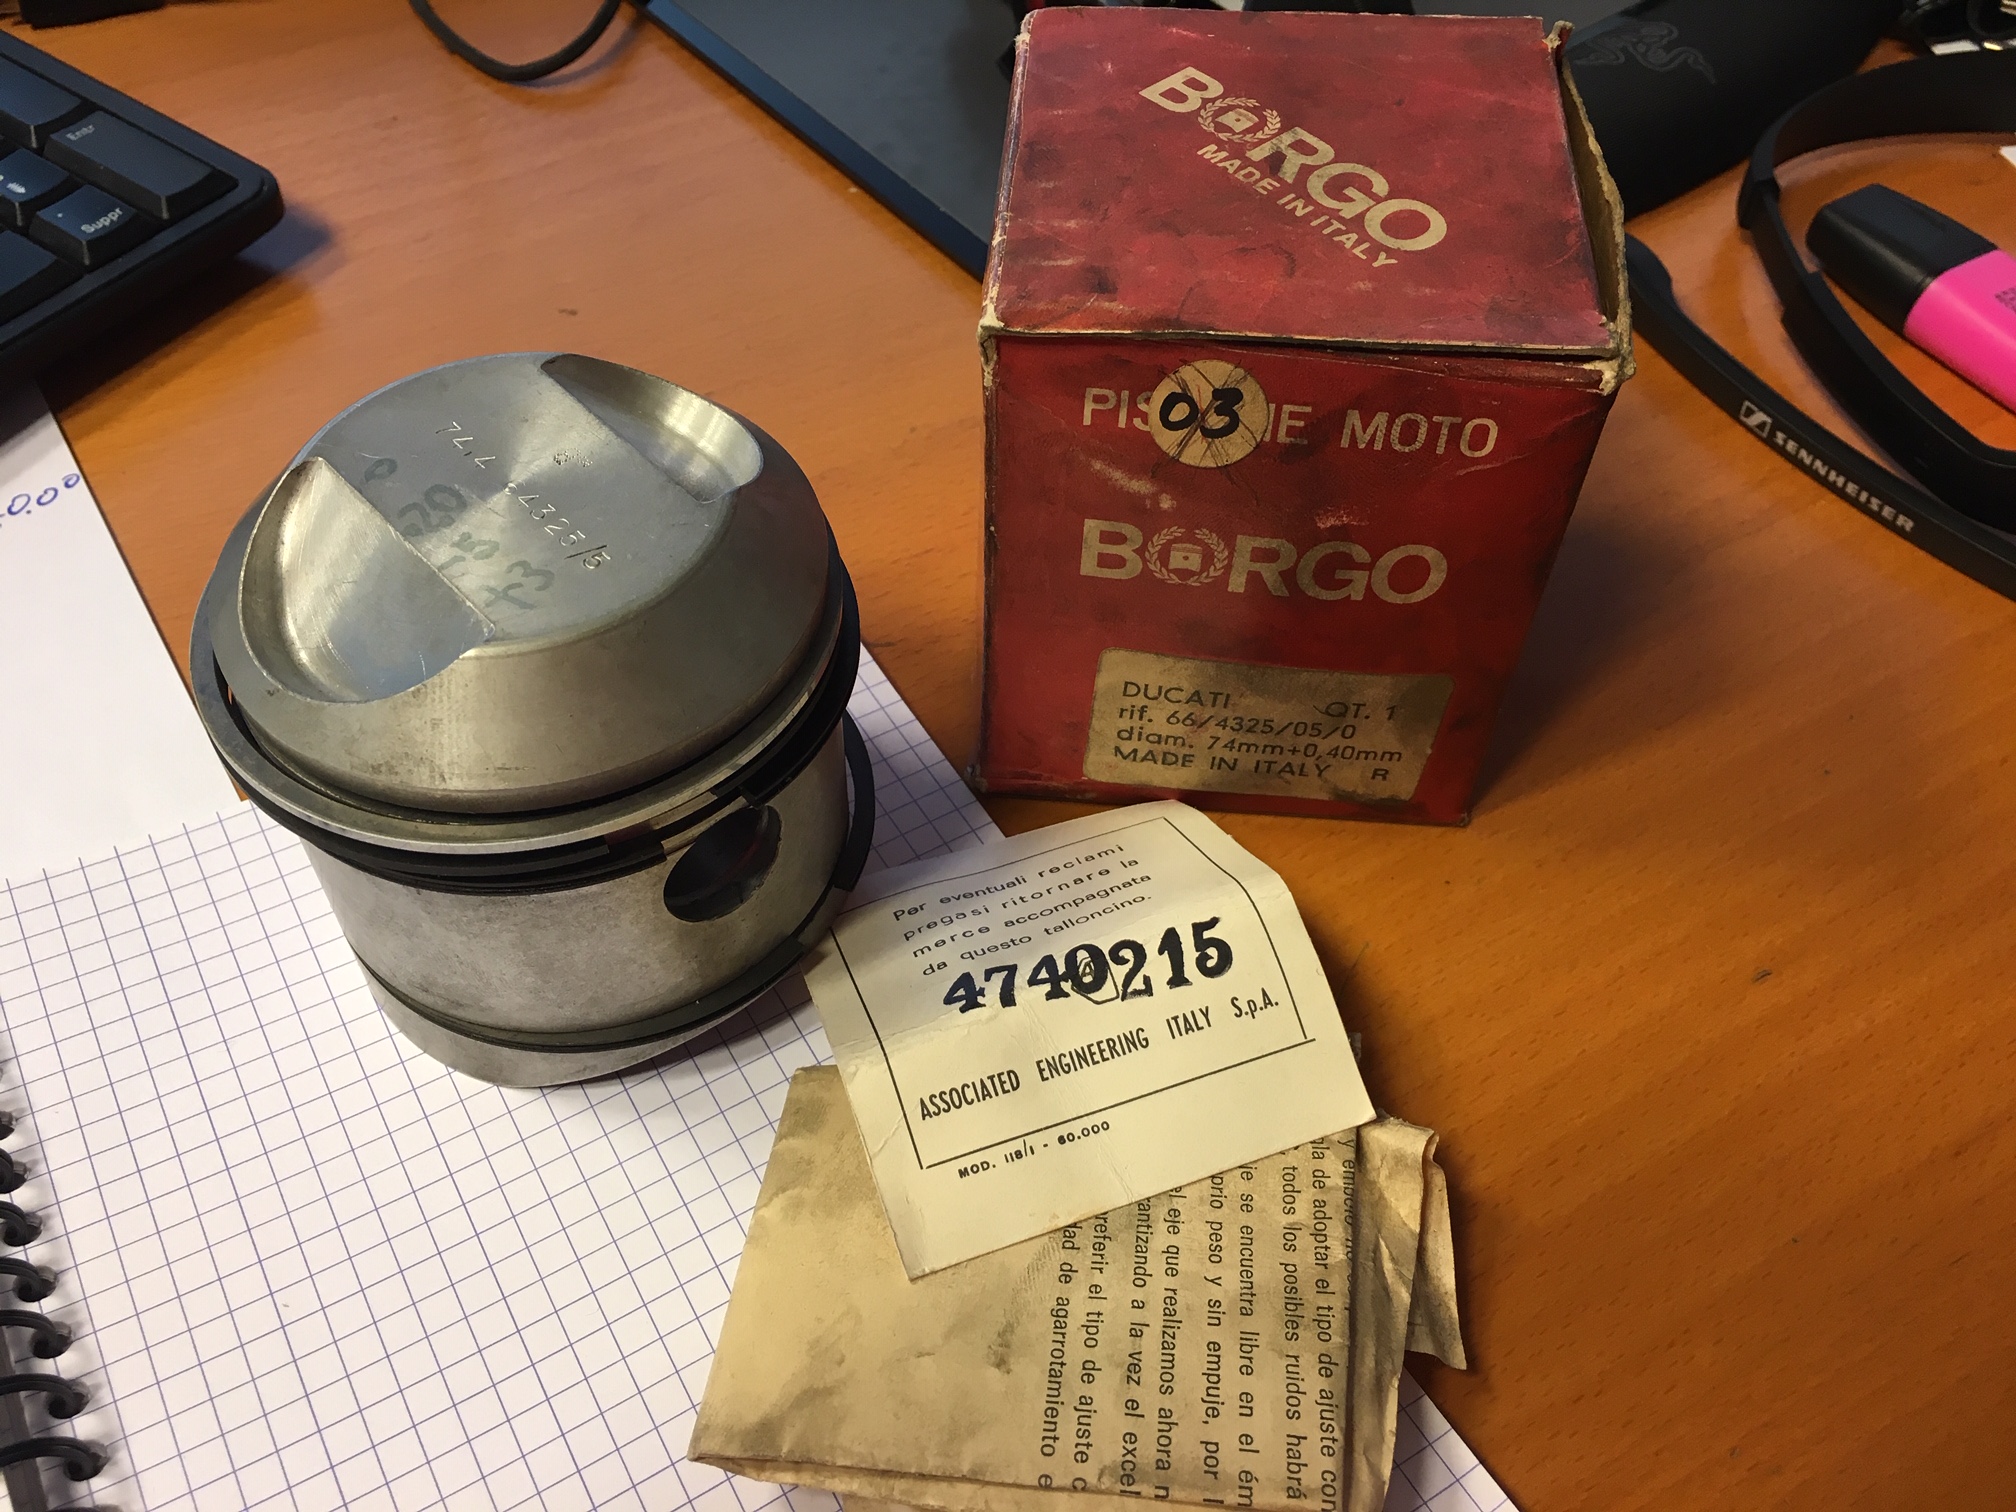 Entr
Suppr
BORGO
MADE IN ITALY
03
MOTO
BORGO
DUCATI QT. 1
rif. 66/4325/05/0
diam. 74mm+0,40mm
MADE IN ITALY R
SENNHEISER
74.4
.4325/5
Per eventuali reclami
pregasi ritornare la
merce accompagnata
da questo talloncino.
4740215
ASSOCIATED ENGINEERING ITALY S.p.A.
MOD. 118/1 - 60.000
de adoptar el tipo de ajuste con
todos los posibles ruidos habrá
se encuentra libre en el ém
peso y sin empuje, por l
el eje que realizamos ahora n
a la vez el excel
el tipo de ajuste c
de agarrotamiento e